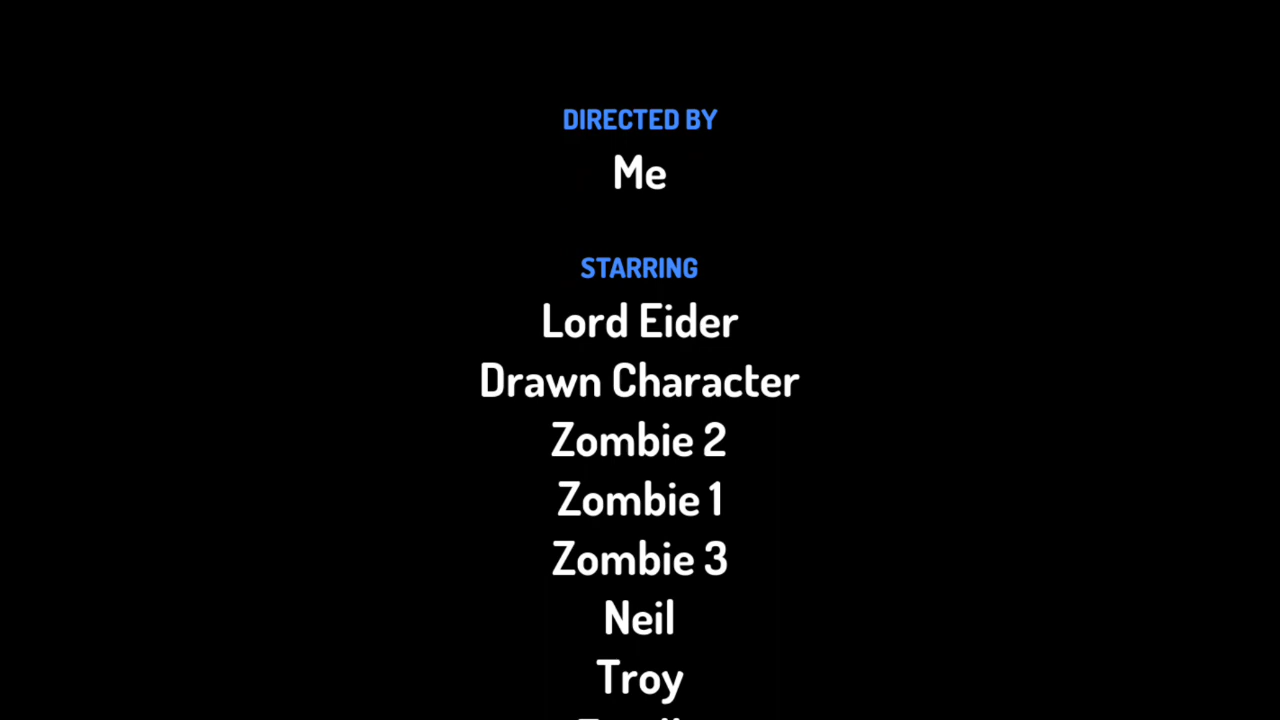 DIRECTED BY
Me
STARRING
Lord Eider
Drawn Character
Zombie 2
Zombie 1
Zombie 3
Neil
Troy